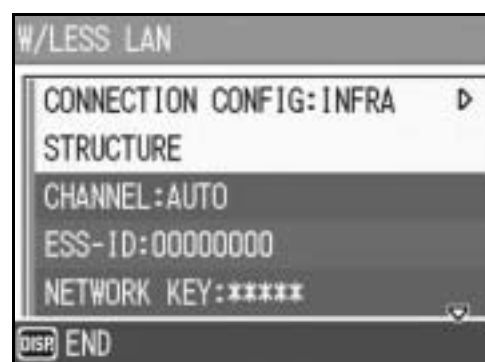 W/LESS LAN
CONNECTION CONFIG:INFRA
STRUCTURE
CHANNEL:AUTO
ESS-ID:00000000
NETWORK KEY:*****
DISP. END